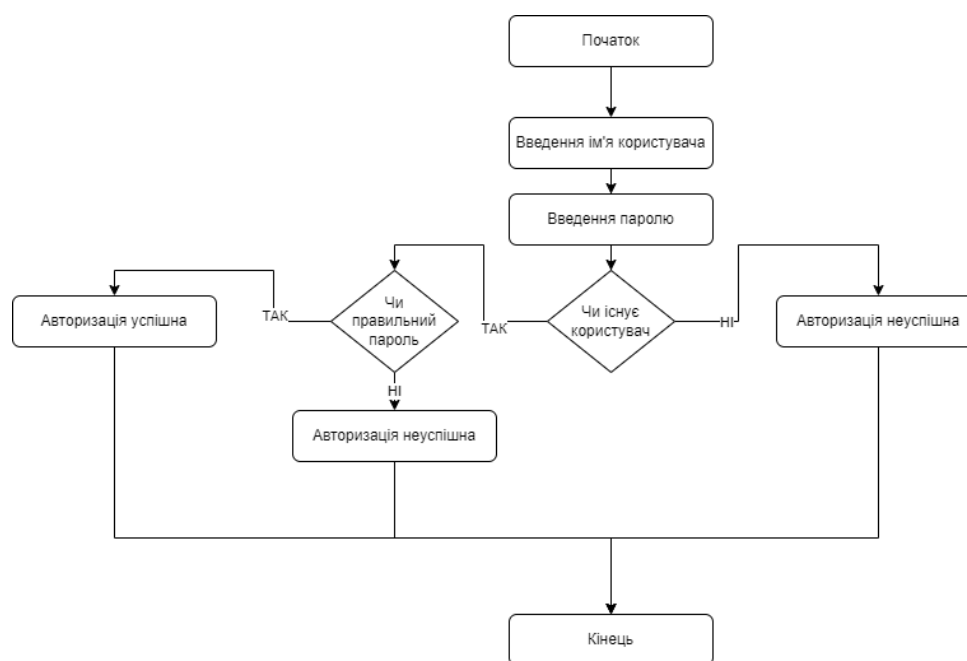 Початок
Введення ім'я користувача
Введення паролю
Чи існує
користувач
ТАК
НІ
Чи
правильний
пароль
ТАК
НІ
Авторизація успішна
Авторизація неуспішна
Авторизація неуспішна
Кінець